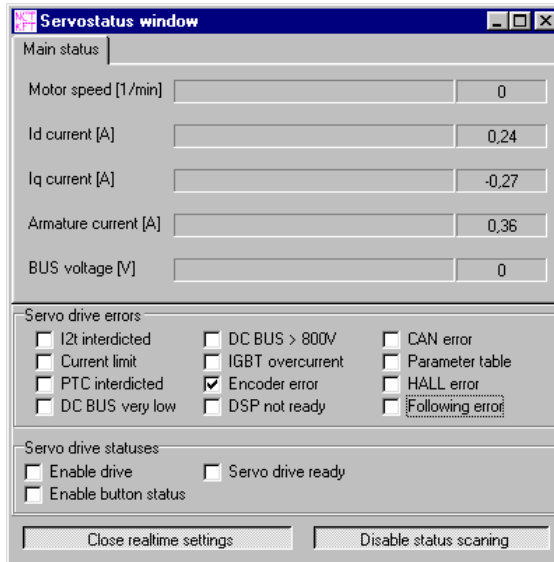 NCT KFT Servostatus window
Main status
Motor speed [1/min] 0
Id current [A] 0,24
Iq current [A] -0,27
Armature current [A] 0,36
BUS voltage [V] 0
Servo drive errors
I2t interdicted DC BUS > 800V CAN error
Current limit IGBT overcurrent Parameter table
PTC interdicted Encoder error HALL error
DC BUS very low DSP not ready Following error
Servo drive statuses
Enable drive Servo drive ready
Enable button status
Close realtime settings Disable status scaning